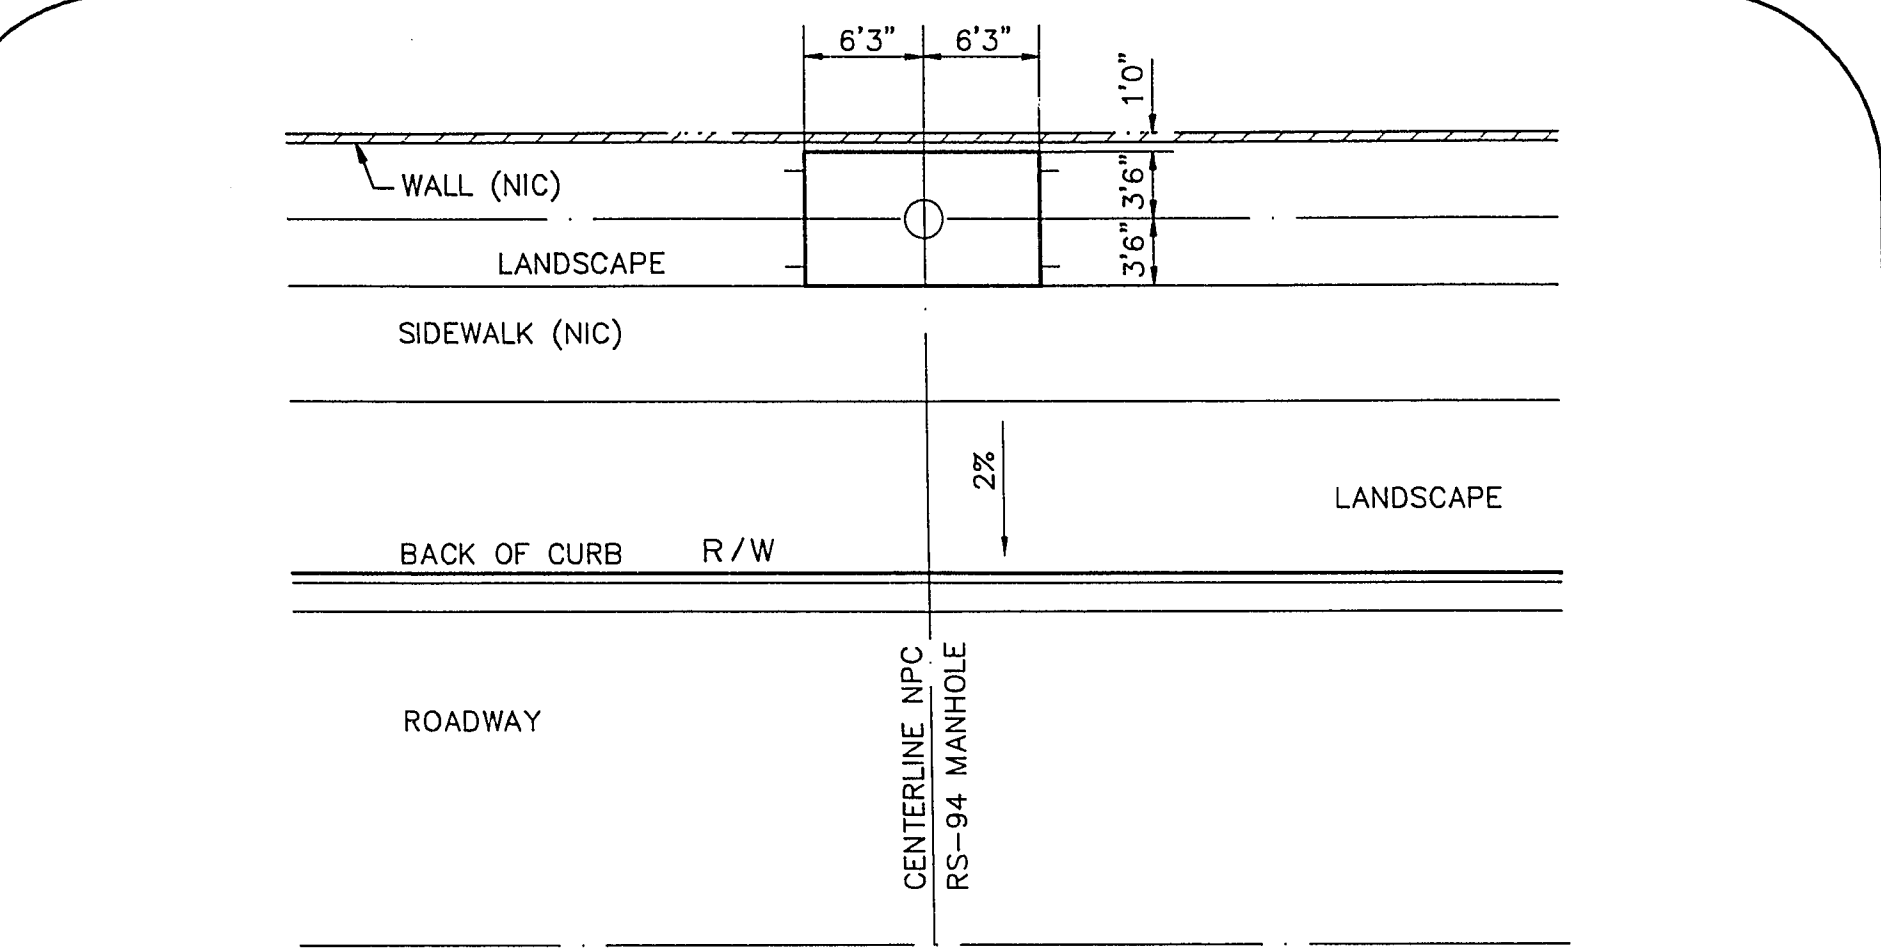 6'3" 6'3"
1'0"
WALL (NIC)
3'6"
3'6"
LANDSCAPE
SIDEWALK (NIC)
2%
LANDSCAPE
BACK OF CURB R/W
ROADWAY
CENTERLINE NPC
RS-94 MANHOLE